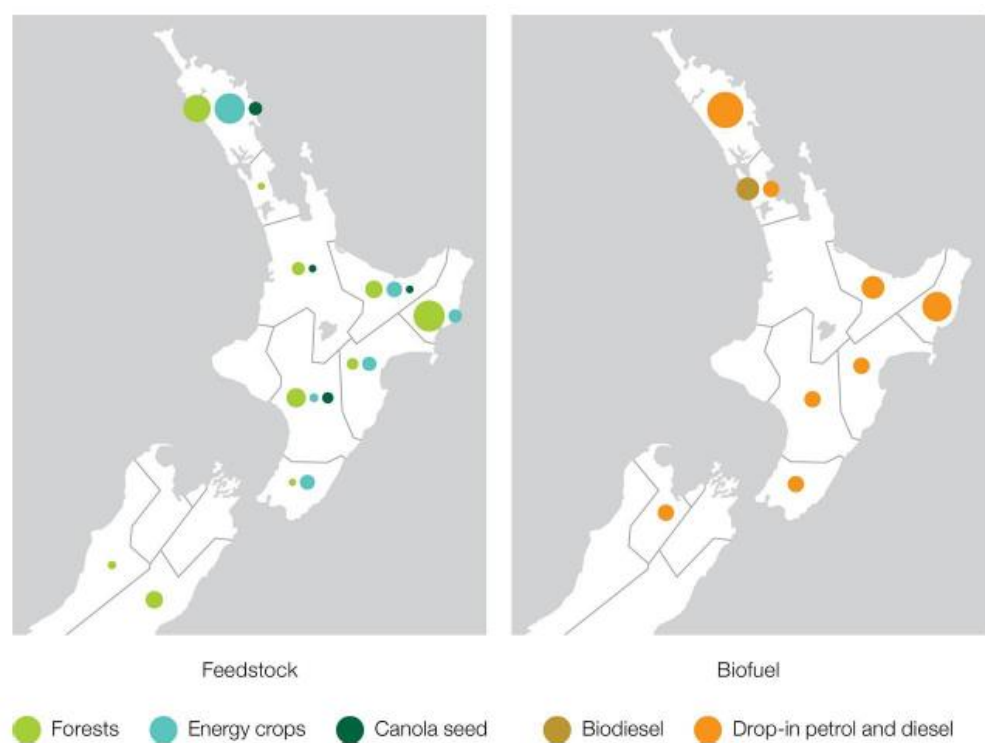 Feedstock
Biofuel
Forests
Energy crops
Canola seed
Biodiesel
Drop-in petrol and diesel